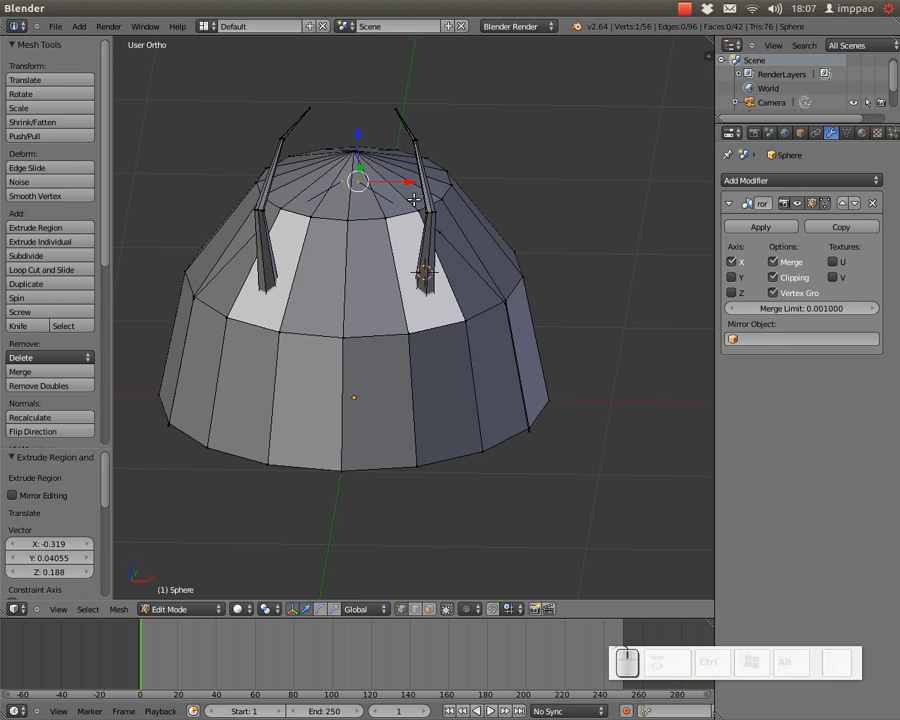 Blender
18:07 imppao
File Add Render Window Help
Default
Scene
Blender Render
v2.64 | Verts:1/56 | Edges:0/96 | Faces:0/42 | Tris:76 | Sphere
Mesh Tools
Transform:
Translate
Rotate
Scale
Shrink/Fatten
Push/Pull
Deform:
Edge Slide
Noise
Smooth Vertex
Add:
Extrude Region
Extrude Individual
Subdivide
Loop Cut and Slide
Duplicate
Spin
Screw
Knife Select
Remove:
Delete
Merge
Remove Doubles
Normals:
Recalculate
Flip Direction
Extrude Region and
Extrude Region
Mirror Editing
Translate
Vector
X: -0.319
Y: 0.04055
Z: 0.188
Constraint Axis
User Ortho
(1) Sphere
View Select Mesh
Edit Mode
Global
View Search All Scenes
Scene
RenderLayers
World
Camera
Sphere
Add Modifier
ror
Apply Copy
Axis: Options: Textures:
X Merge U
Y Clipping V
Z Vertex Gro
Merge Limit: 0.001000
Mirror Object:
Ctrl Alt
-60 -40 -20 0 20 40 60 80 100 120 140 160 180 200 220 240 260 280
View Marker Frame Playback
Start: 1
End: 250
1
No Sync